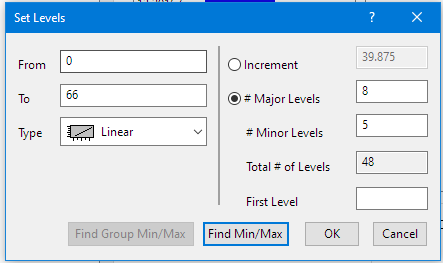 Set Levels
From 0
To 66
Type Linear
Increment 39.875
# Major Levels 8
# Minor Levels 5
Total # of Levels 48
First Level
Find Group Min/Max Find Min/Max OK Cancel